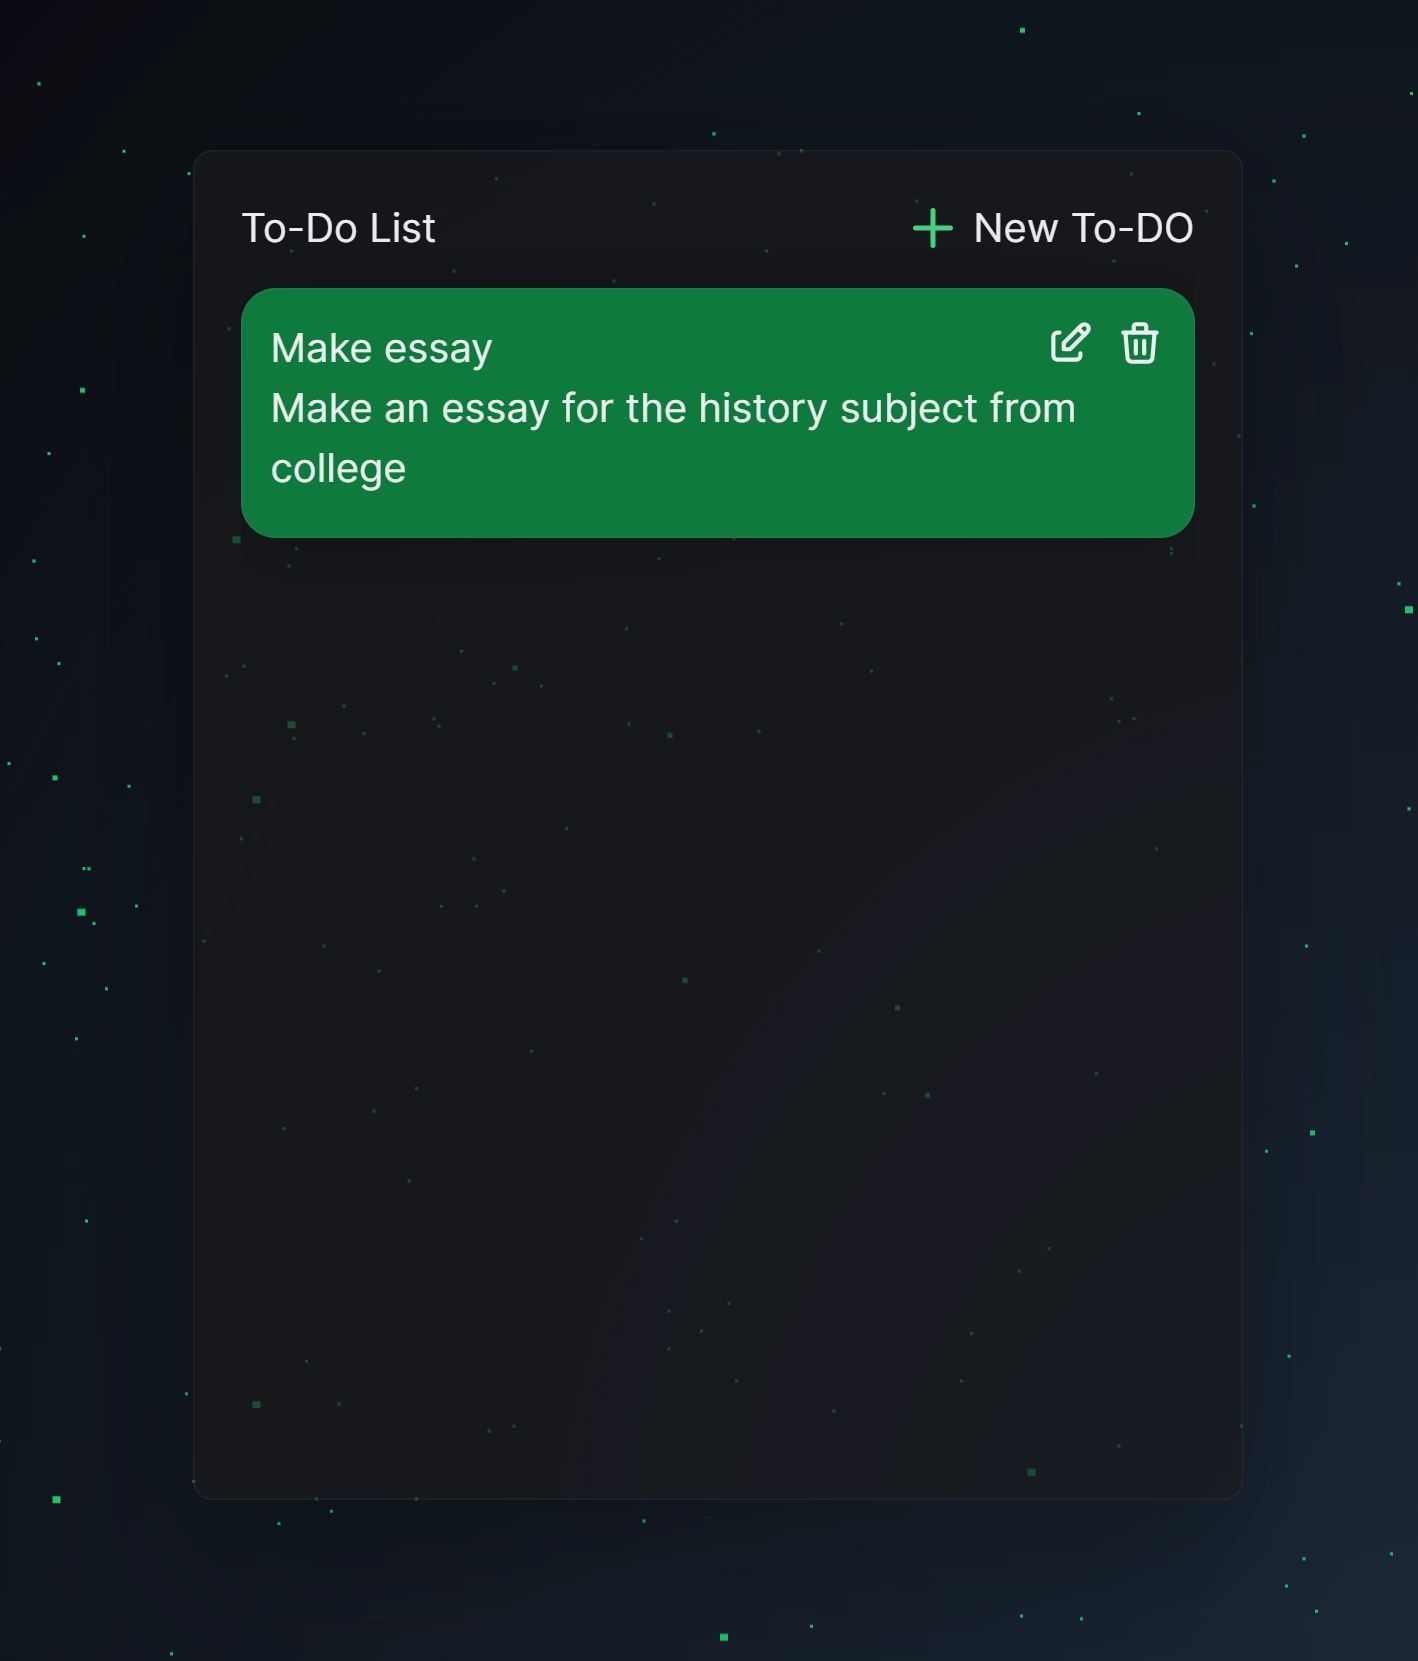 To-Do List
New To-DO
Make essay
Make an essay for the history subject from
college